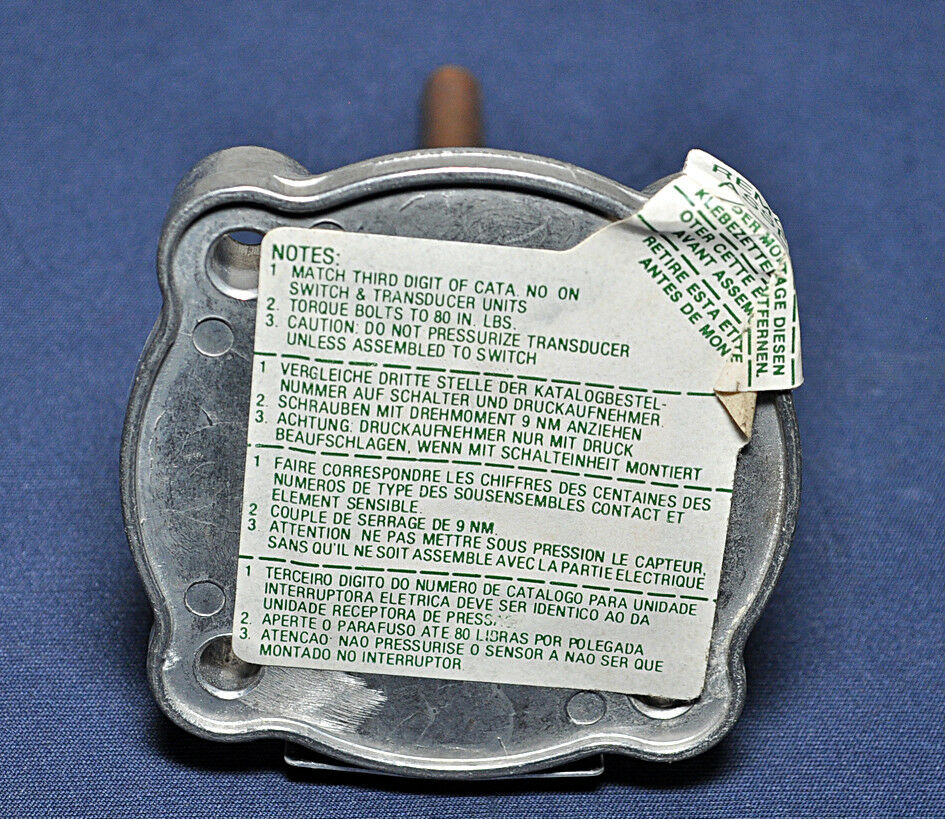 NOTES:
1 MATCH THIRD DIGIT OF CATA. NO ON
SWITCH & TRANSDUCER UNITS
2. TORQUE BOLTS TO 80 IN. LBS.
3. CAUTION: DO NOT PRESSURIZE TRANSDUCER
UNLESS ASSEMBLED TO SWITCH
1 VERGLEICHE DRITTE STELLE DER KATALOGBESTEL-
NUMMER AUF SCHALTER UND DRUCKAUFNEHMER.
2. SCHRAUBEN MIT DREHMOMENT 9 NM ANZIEHEN
3. ACHTUNG: DRUCKAUFNEHMER NUR MIT DRUCK
BEAUFSCHLAGEN, WENN MIT SCHALTEINHEIT MONTIERT
1 FAIRE CORRESPONDRE LES CHIFFRES DES CENTAINES DES
NUMEROS DE TYPE DES SOUSENSEMBLES CONTACT ET
ELEMENT SENSIBLE.
2 COUPLE DE SERRAGE DE 9 NM.
3. ATTENTION NE PAS METTRE SOUS PRESSION LE CAPTEUR,
SANS QU'IL NE SOIT ASSEMBLE AVEC LA PARTIE ELECTRIQUE
1 TERCEIRO DIGITO DO NUMERO DE CATALOGO PARA UNIDADE
INTERRUPTORA ELETRICA DEVE SER IDENTICO AO DA
UNIDADE RECEPTORA DE PRESS
2. APERTE O PARAFUSO ATE 80 LIBRAS POR POLEGADA
3. ATENCAO: NAO PRESSURISE O SENSOR A NAO SER QUE
MONTADO NO INTERRUPTOR
KLEBEZETTEL
OTER CETTE
AVANT ASSEM
RETIRE ESTA ETI
ANTES DE MON
DIESEN